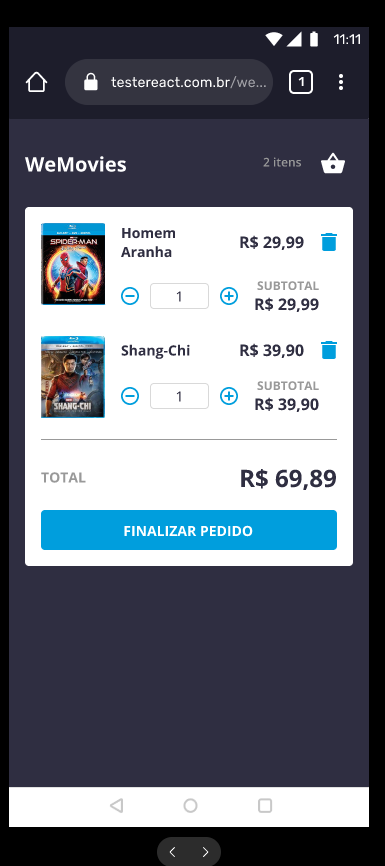 11:11
testereact.com.br/we...
1
WeMovies
2 itens
SPIDER-MAN
Homem
Aranha
R$ 29,99
1
SUBTOTAL
R$ 29,99
SHANG-CHI
Shang-Chi
R$ 39,90
1
SUBTOTAL
R$ 39,90
TOTAL
R$ 69,89
FINALIZAR PEDIDO